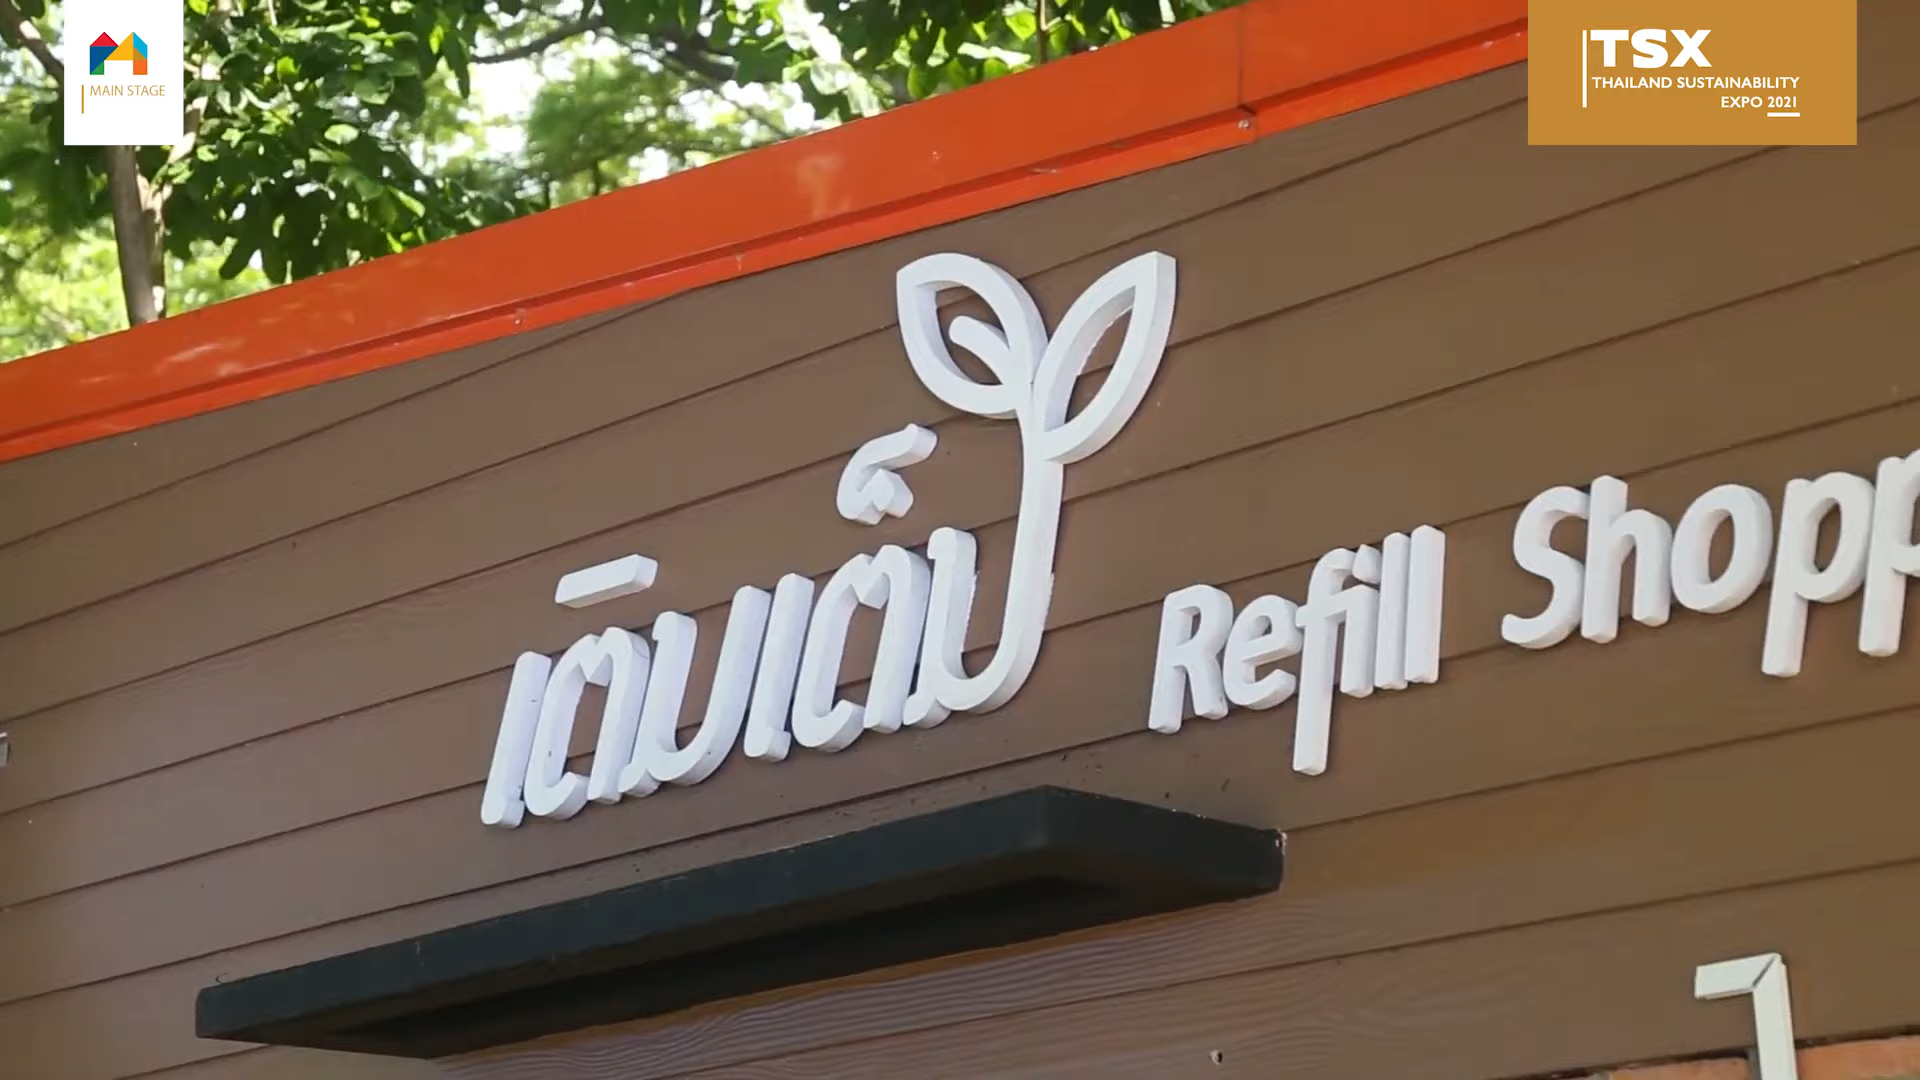 MAIN STAGE
TSX
THAILAND SUSTAINABILITY
EXPO 2021
เติมเต็ม Refill Shopp